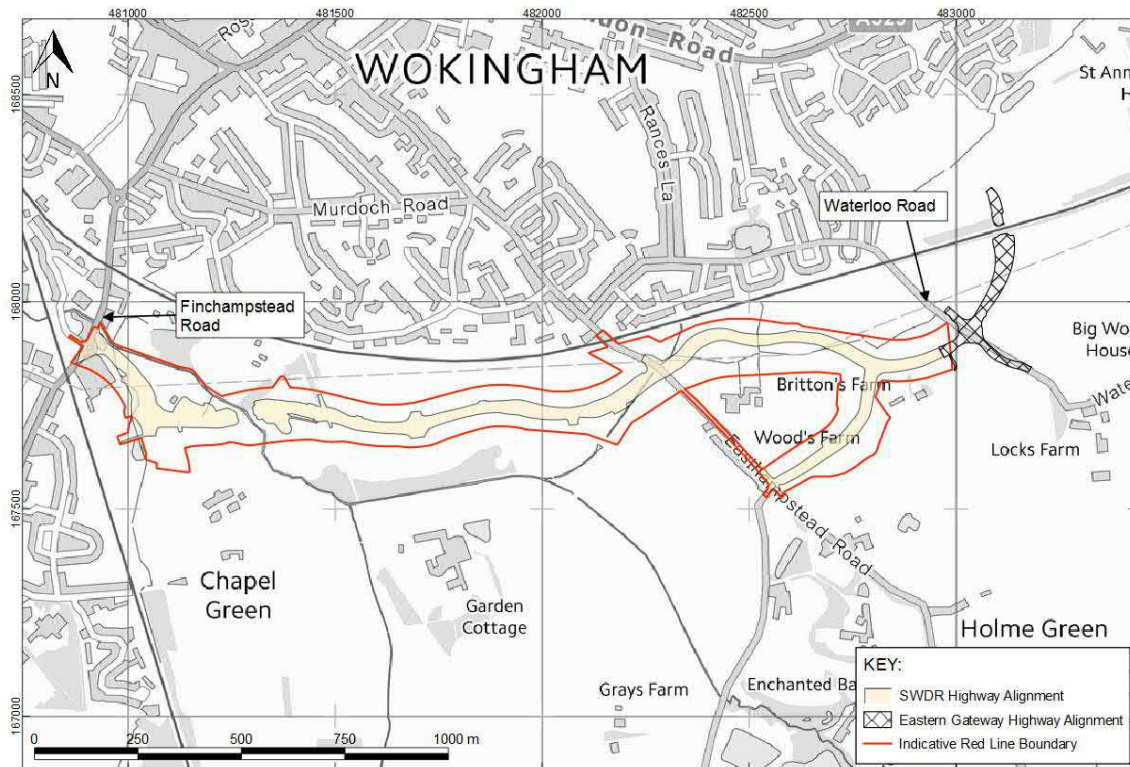 481000
481500
482000
482500
483000
A329
don Road
N
WOKINGHAM
St Ann
H
168500
Rances La
Murdoch Road
Waterloo Road
168000
Finchampstead
Road
Big Wo
House
Britton's Farm
Wate
Wood's Farm
Locks Farm
Easthampstead Road
167500
Chapel
Green
Garden
Cottage
Holme Green
KEY:
Grays Farm
Enchanted Ba
SWDR Highway Alignment
167000
Eastern Gateway Highway Alignment
Indicative Red Line Boundary
0
250
500
750
1000 m